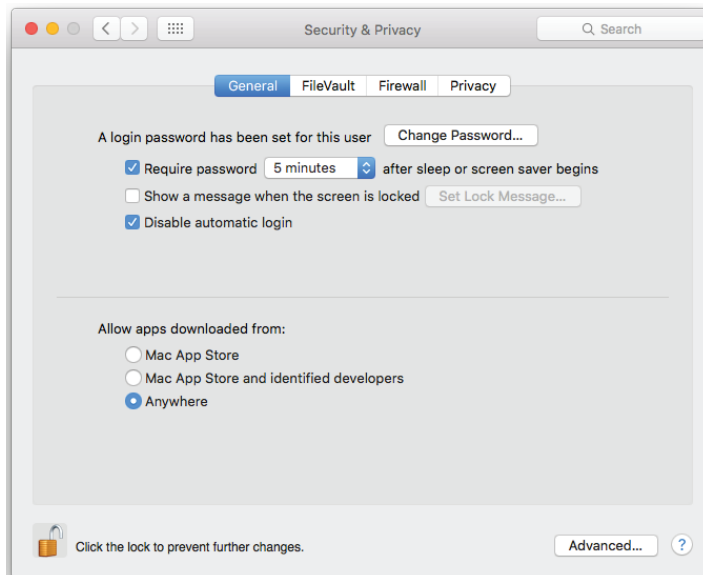 Security & Privacy
Search
General FileVault Firewall Privacy
A login password has been set for this user Change Password...
Require password 5 minutes after sleep or screen saver begins
Show a message when the screen is locked Set Lock Message...
Disable automatic login
Allow apps downloaded from:
Mac App Store
Mac App Store and identified developers
Anywhere
Click the lock to prevent further changes.
Advanced... ?